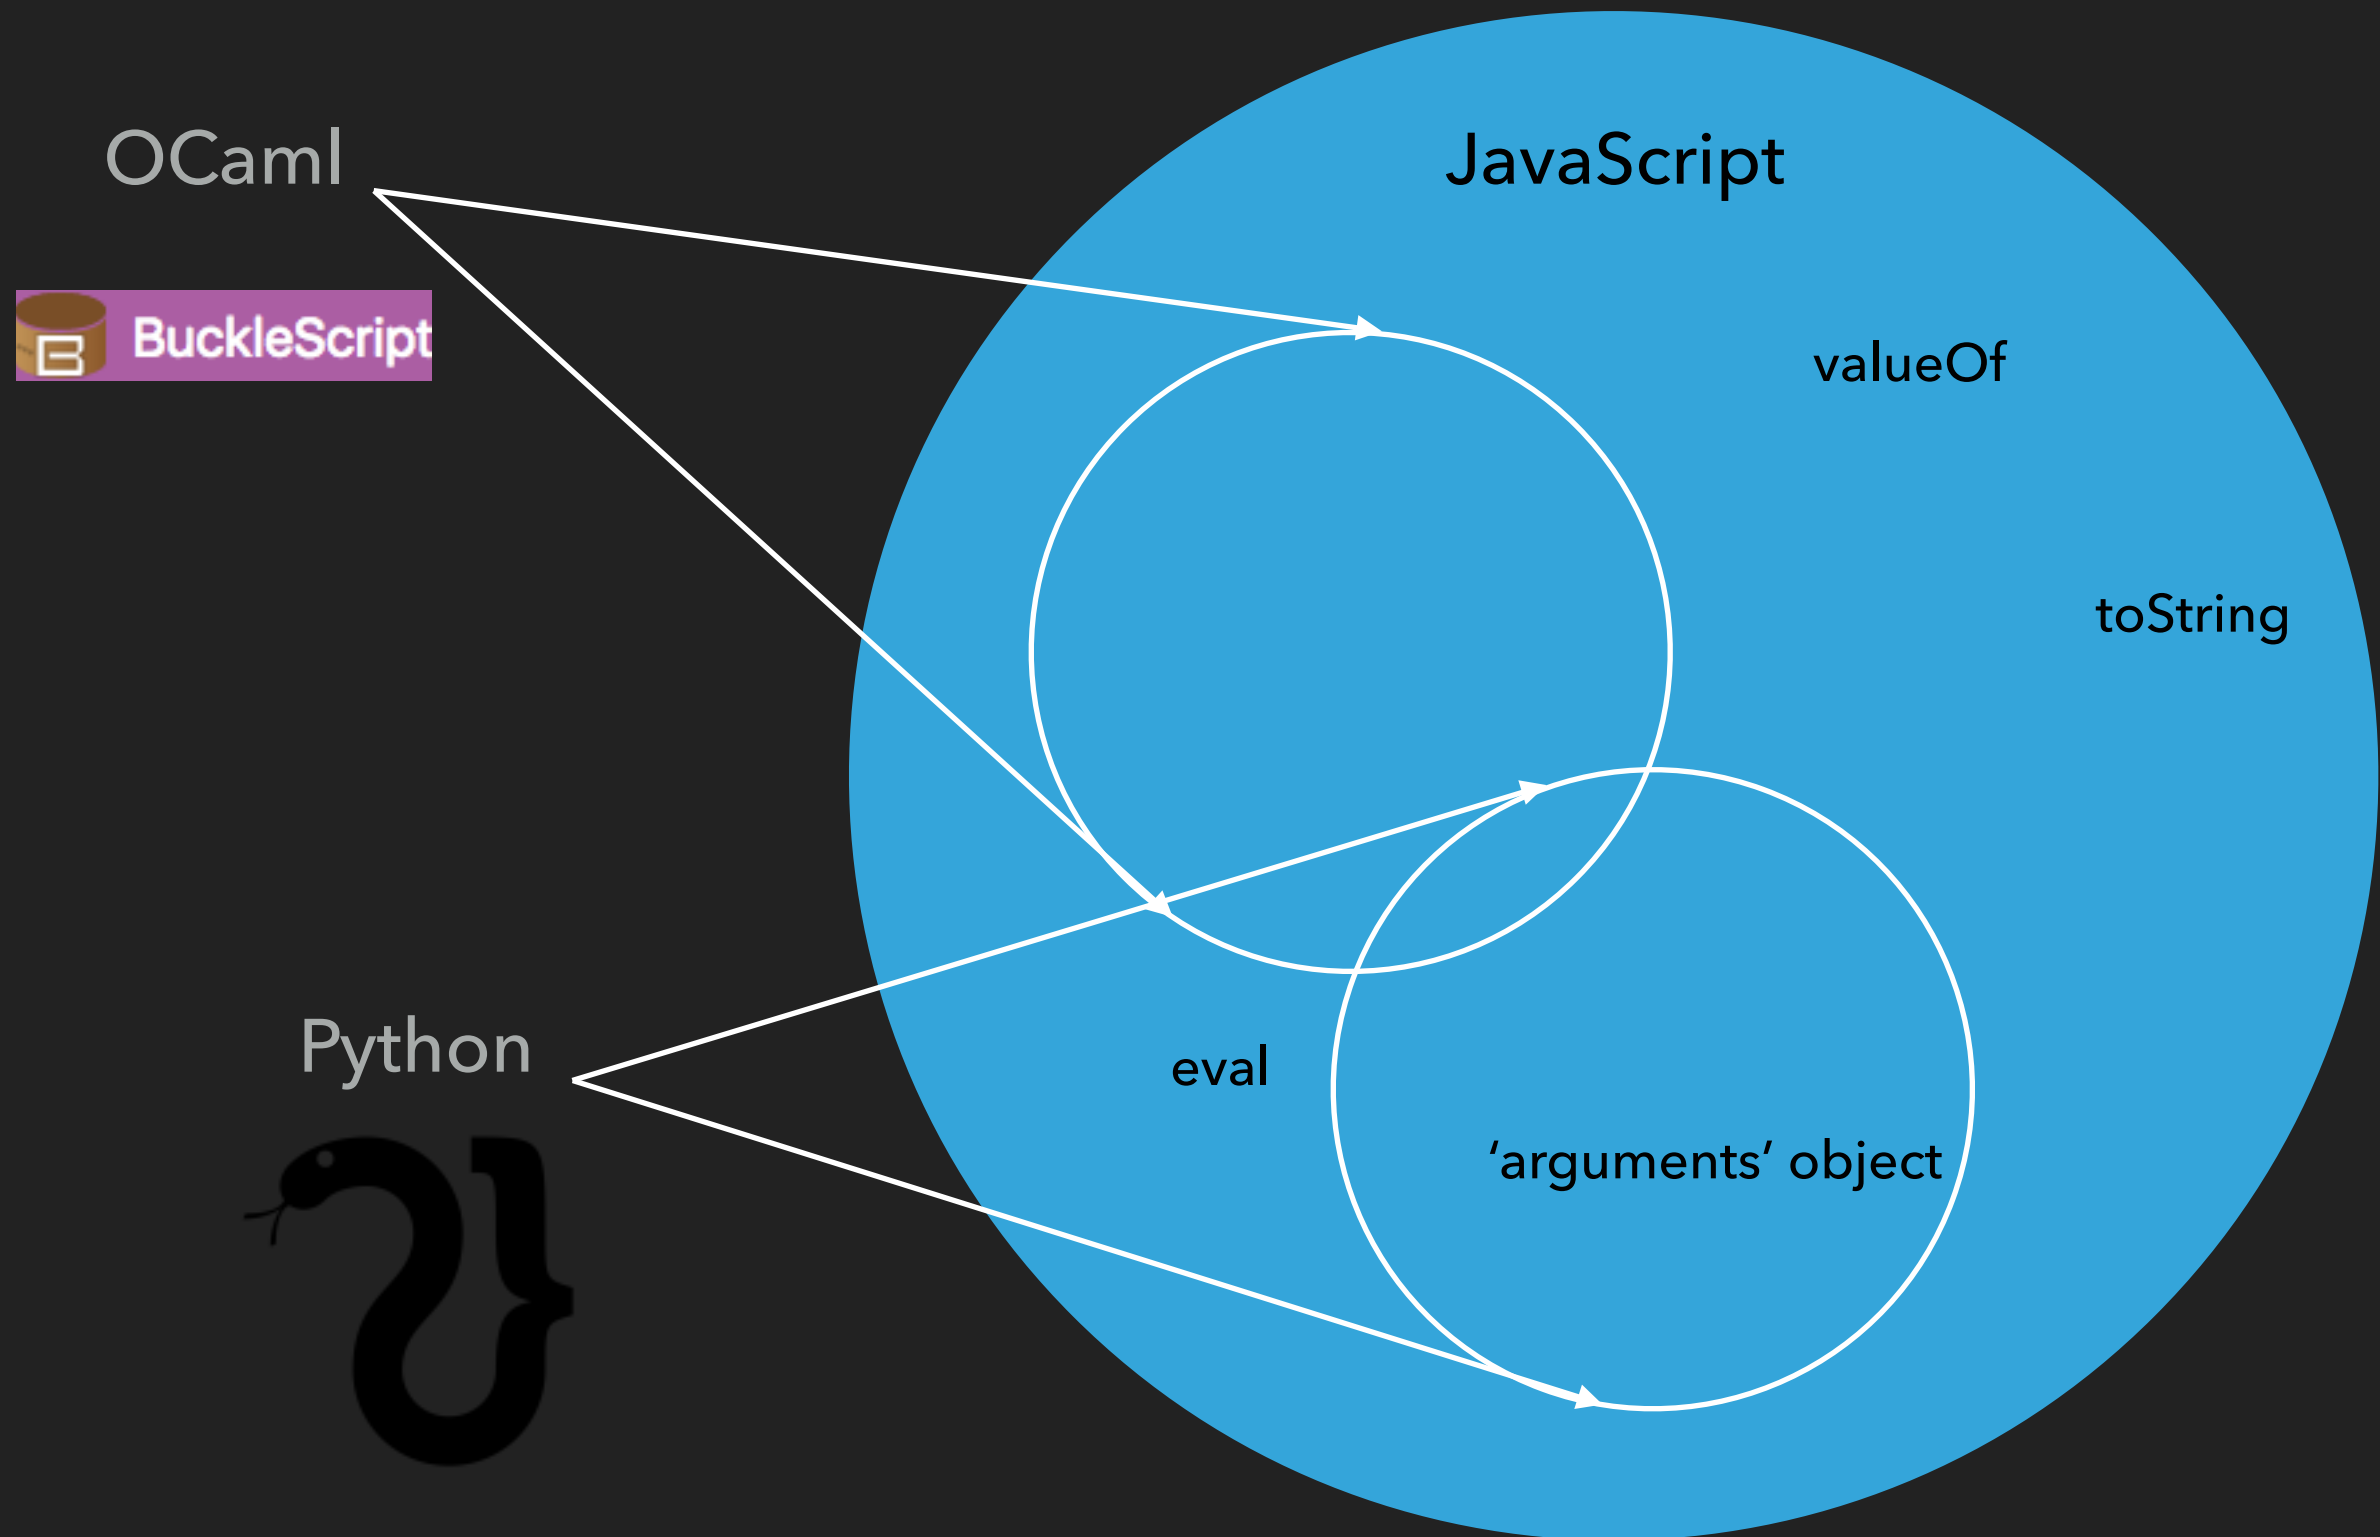 OCaml
JavaScript
BuckleScript
valueOf
toString
Python
eval
‘arguments’ object